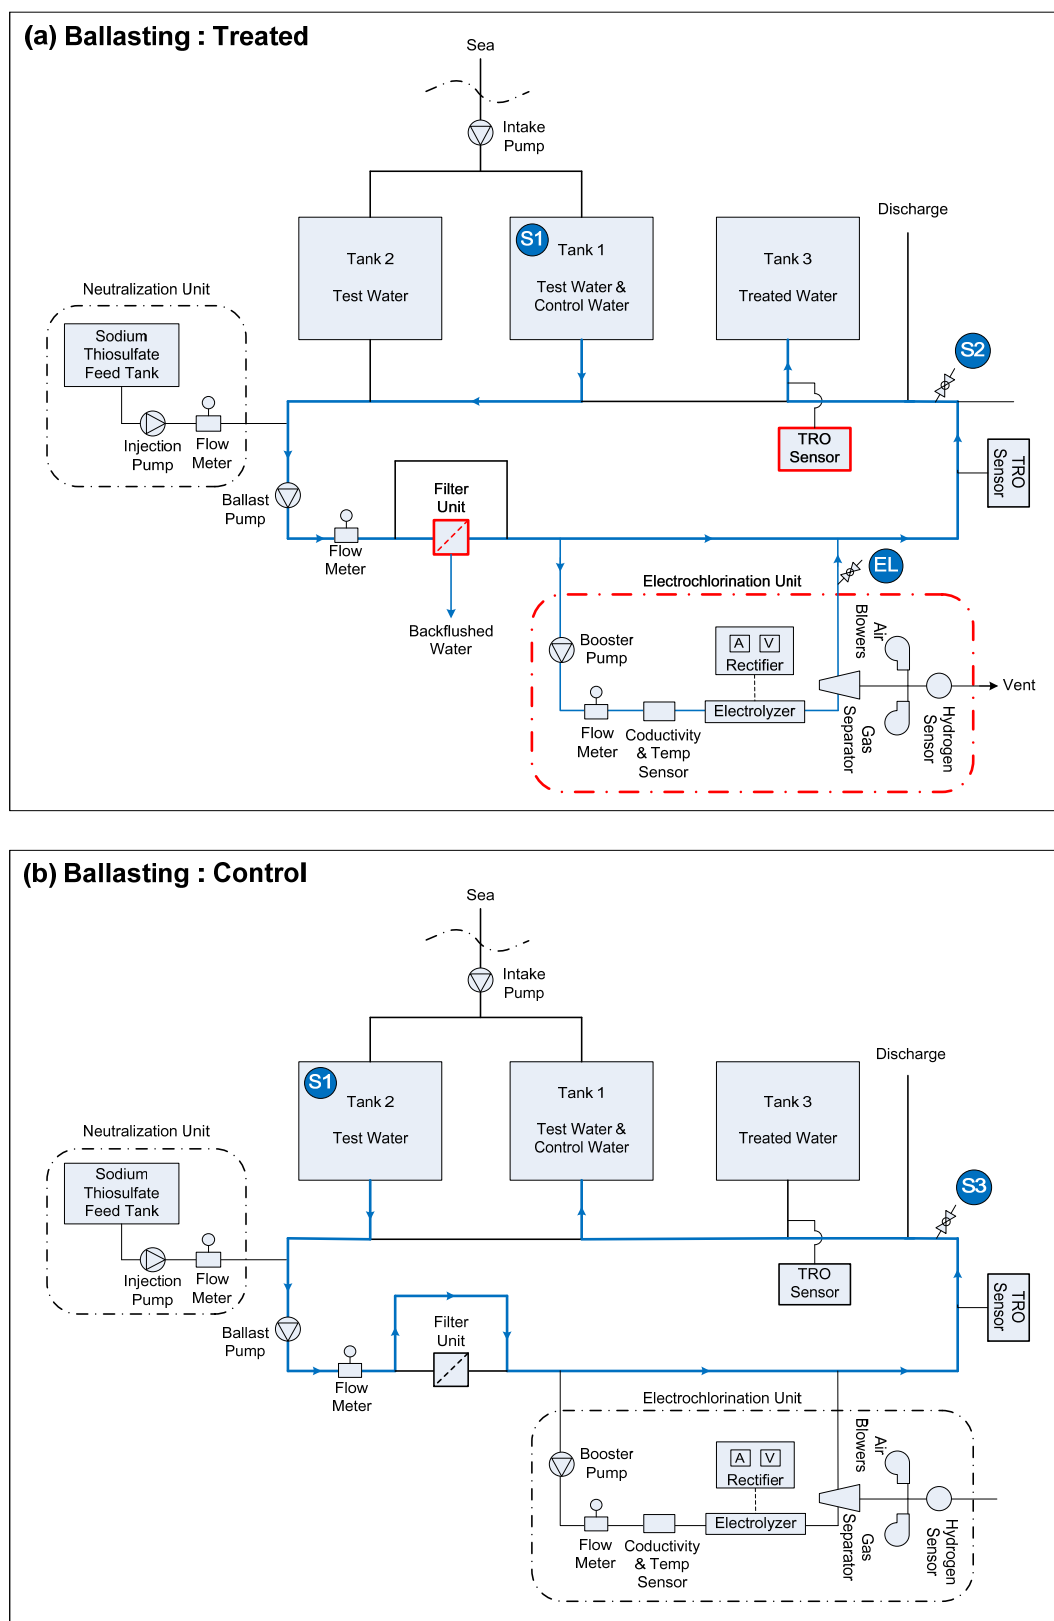 (a) Ballasting : Treated
Sea
Intake
Pump
Discharge
S1
Tank 2
Test Water
Tank 1
Test Water &
Control Water
Tank 3
Treated Water
Neutralization Unit
Sodium
Thiosulfate
Feed Tank
Injection
Pump
Flow
Meter
S2
TRO
Sensor
TRO
Sensor
Ballast
Pump
Filter
Unit
Flow
Meter
EL
Backflushed
Water
Electrochlorination Unit
Booster
Pump
A V
Rectifier
Air
Blowers
Vent
Flow
Meter
Coductivity
& Temp
Sensor
Electrolyzer
Gas
Separator
Hydrogen
Sensor
(b) Ballasting : Control
Sea
Intake
Pump
Discharge
S1
Tank 2
Test Water
Tank 1
Test Water &
Control Water
Tank 3
Treated Water
Neutralization Unit
Sodium
Thiosulfate
Feed Tank
Injection
Pump
Flow
Meter
S3
TRO
Sensor
TRO
Sensor
Ballast
Pump
Filter
Unit
Flow
Meter
Electrochlorination Unit
Booster
Pump
A V
Rectifier
Air
Blowers
Flow
Meter
Coductivity
& Temp
Sensor
Electrolyzer
Gas
Separator
Hydrogen
Sensor